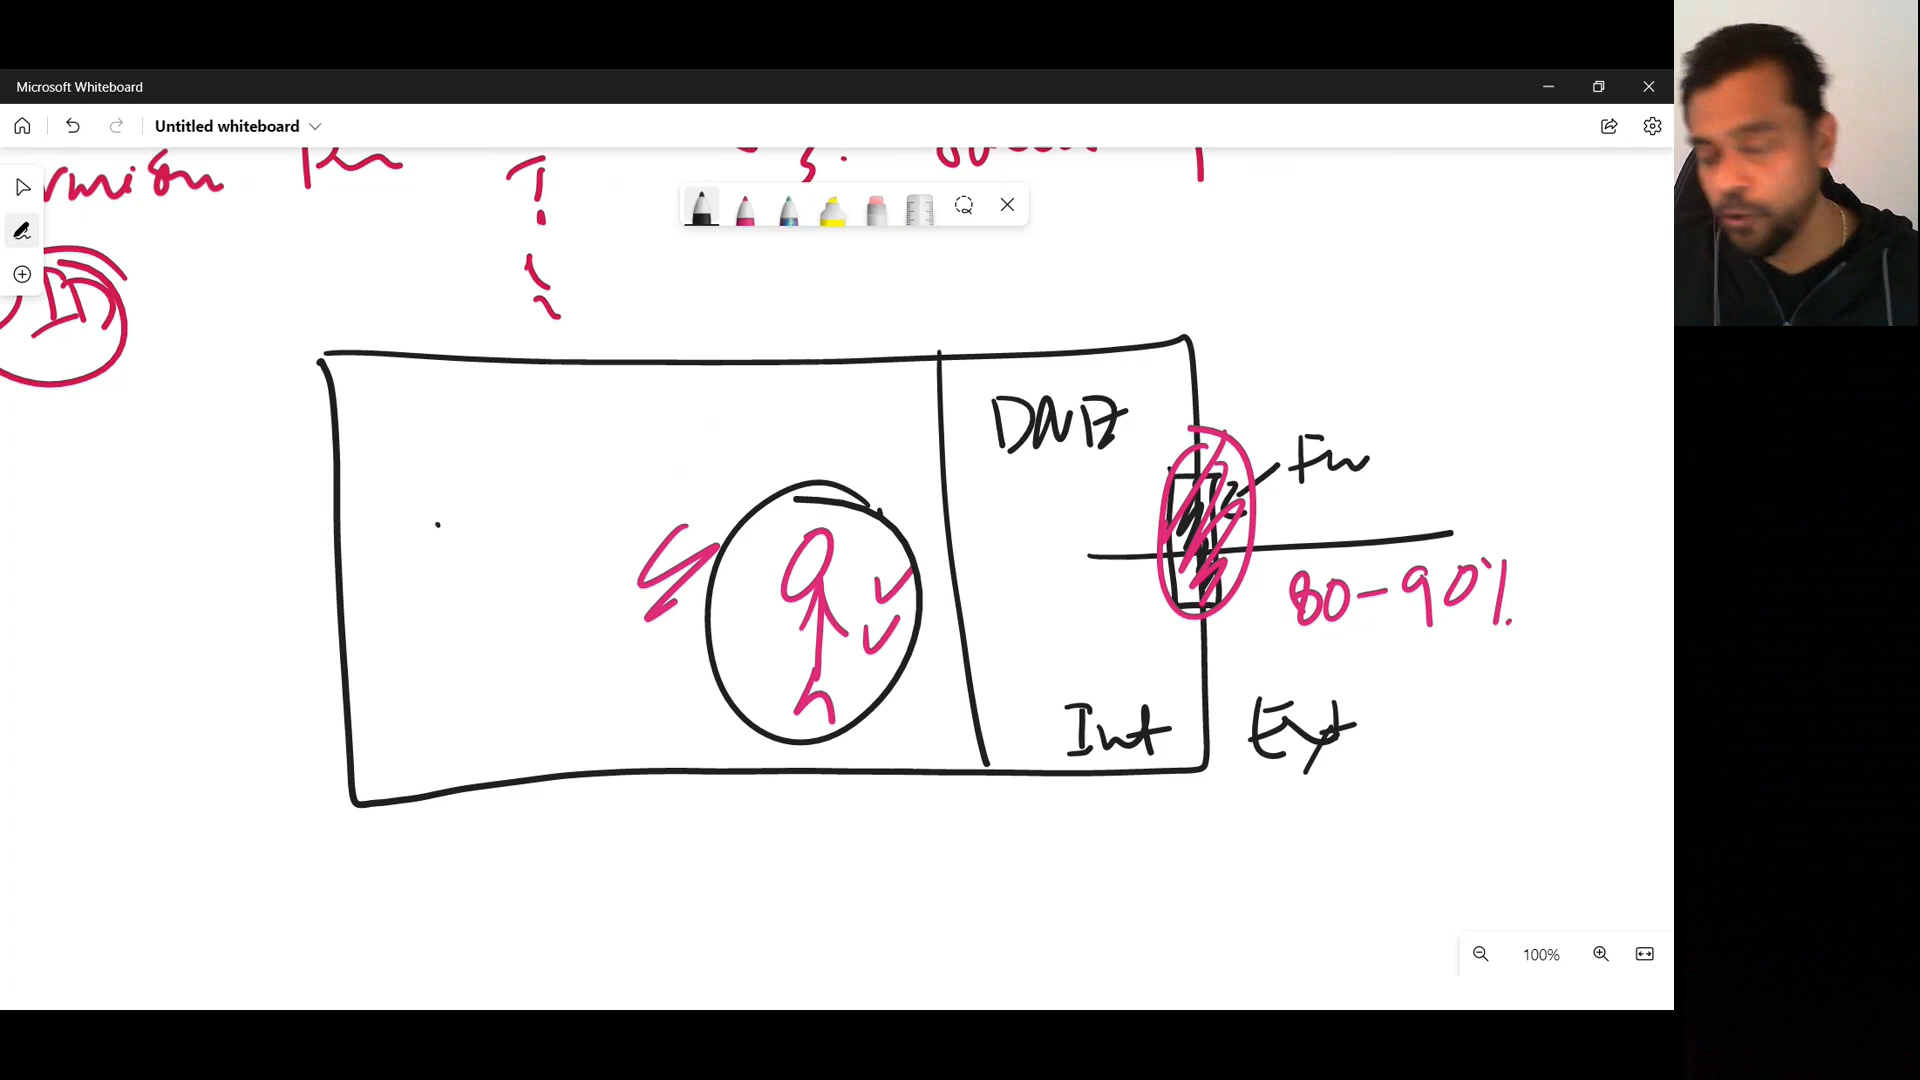 Microsoft Whiteboard
Untitled whiteboard
DMZ
Fw
80-90%
Int Ext
100%